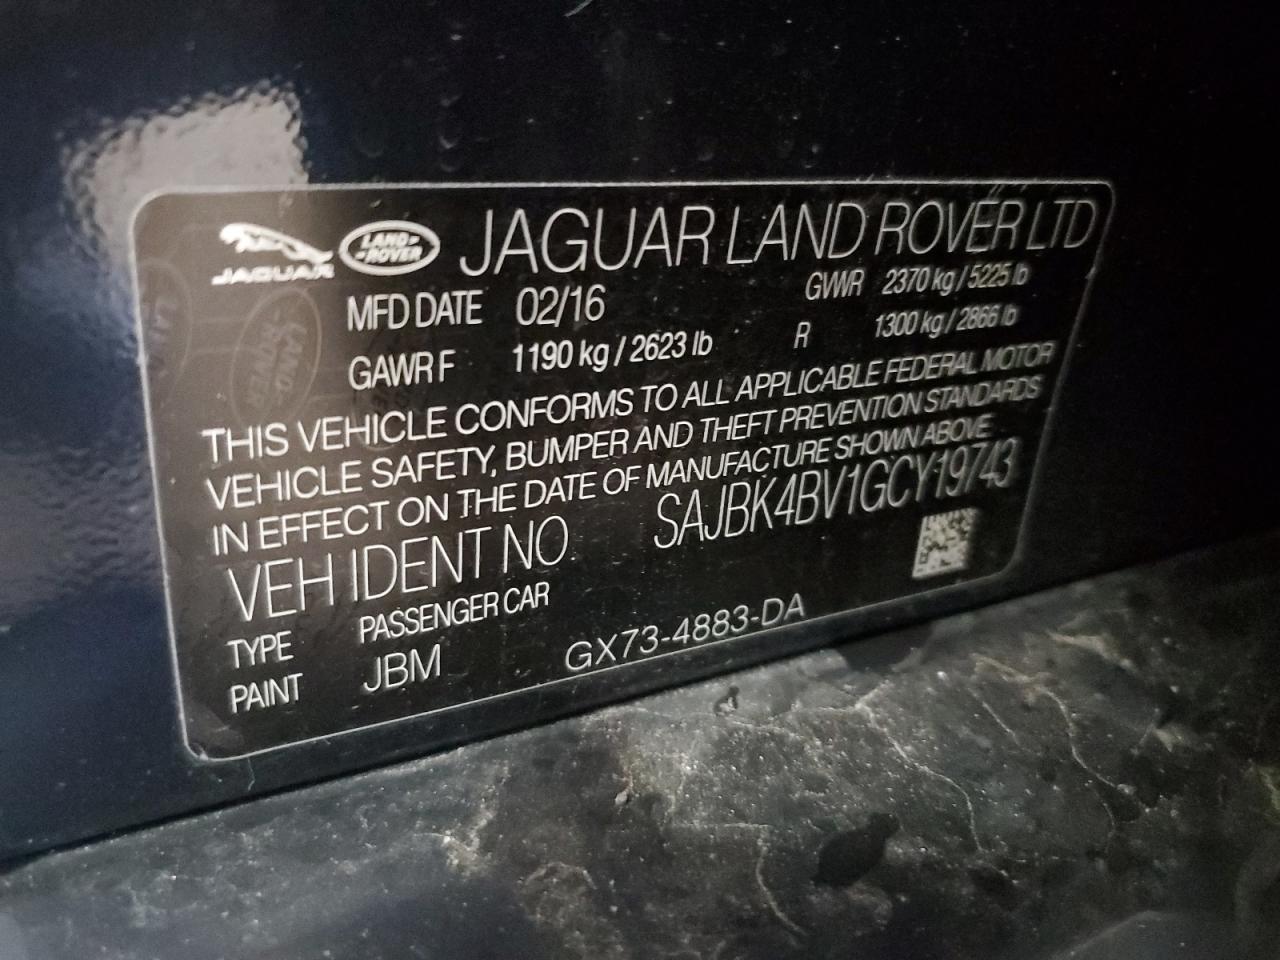 JAGUAR LAND ROVER JAGUAR LAND ROVER LTD
MFD DATE 02/16 GWWR 2370 kg / 5225 lb
GAWR F 1190 kg / 2623 lb R 1300 kg / 2866 lb
THIS VEHICLE CONFORMS TO ALL APPLICABLE FEDERAL MOTOR
VEHICLE SAFETY, BUMPER AND THEFT PREVENTION STANDARDS
IN EFFECT ON THE DATE OF MANUFACTURE SHOWN ABOVE
VEH IDENT NO. SAJBK4BV1GCY19743
TYPE PASSENGER CAR
PAINT JBM GX73-4883-DA